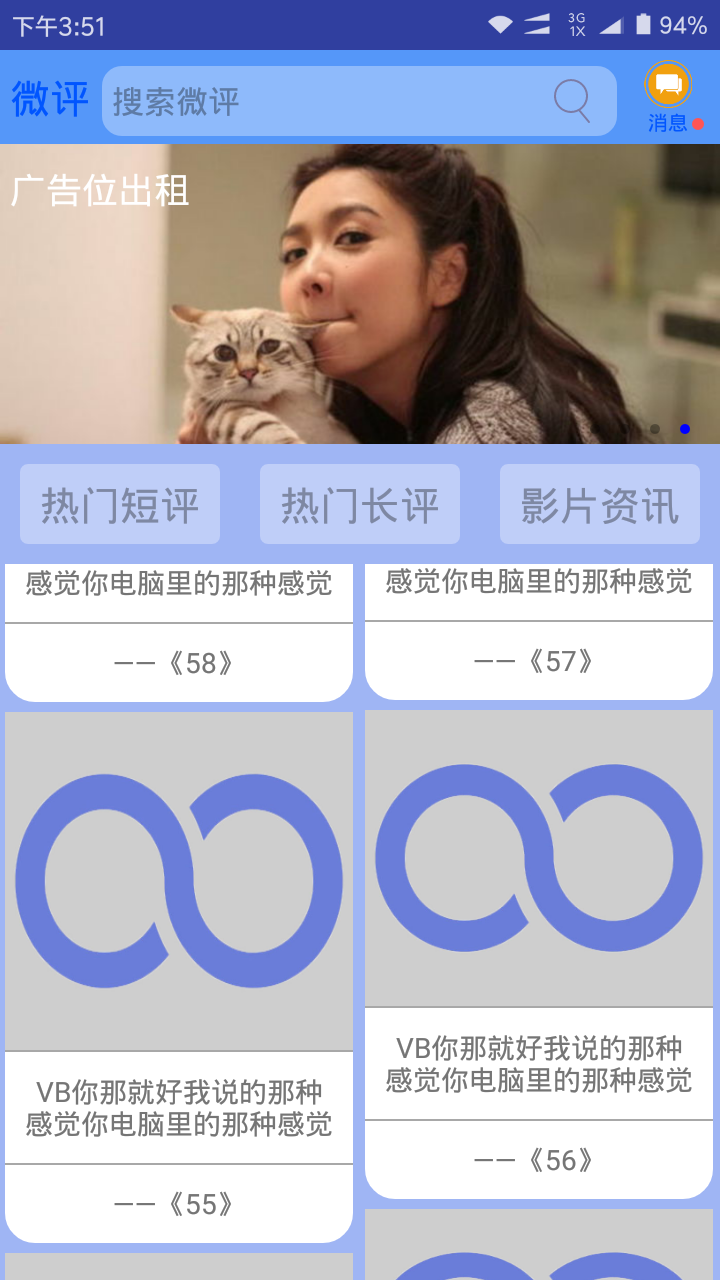 下午3:51
3G
1X
94%
微评
搜索微评
消息
广告位出租
热门短评
热门长评
影片资讯
感觉你电脑里的那种感觉
——《58》
感觉你电脑里的那种感觉
——《57》
VB你那就好我说的那种
感觉你电脑里的那种感觉
——《55》
VB你那就好我说的那种
感觉你电脑里的那种感觉
——《56》